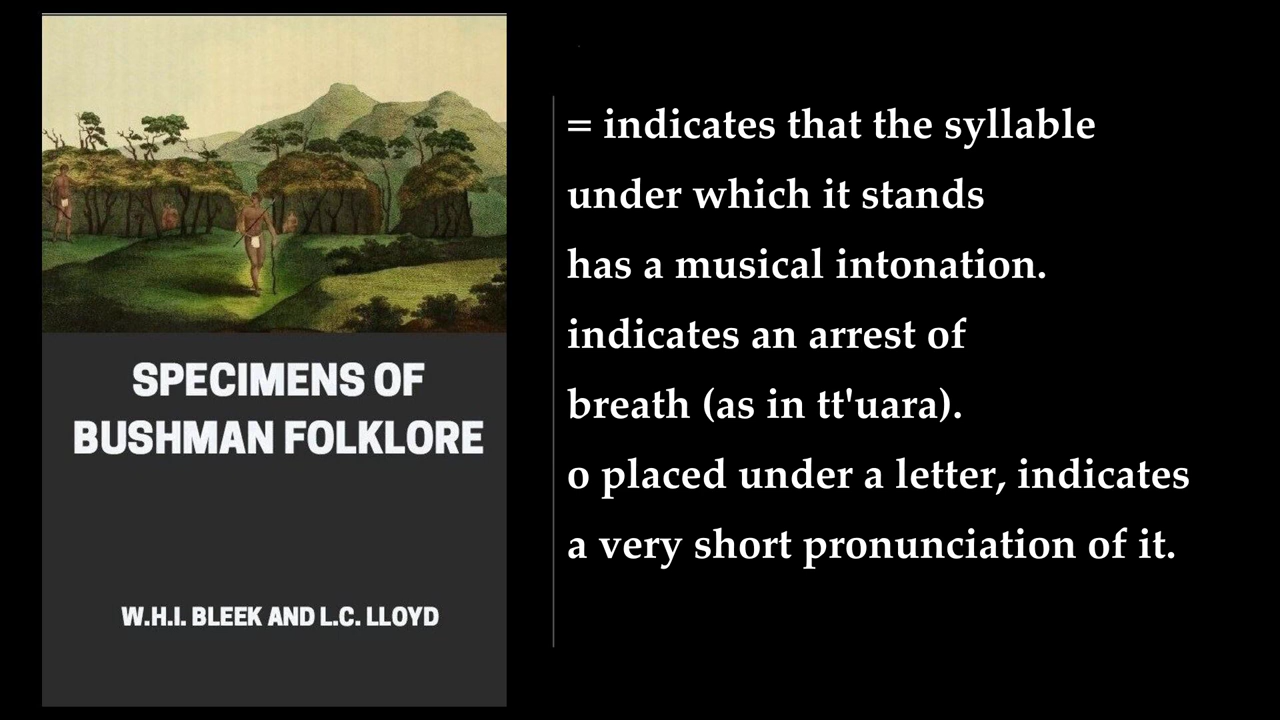 SPECIMENS OF
BUSHMAN FOLKLORE
W.H.I. BLEEK AND L.C. LLOYD
= indicates that the syllable
under which it stands
has a musical intonation.
indicates an arrest of
breath (as in tt'uara).
o placed under a letter, indicates
a very short pronunciation of it.